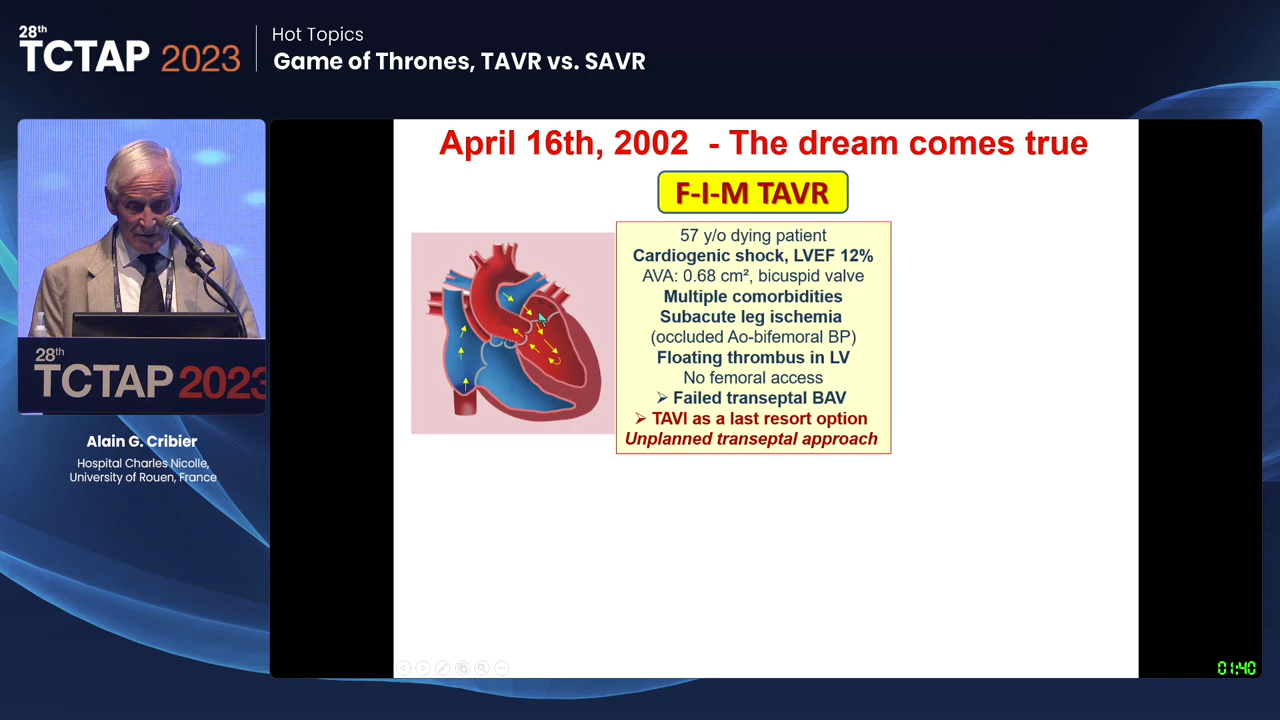 28th
TCTAP 2023
Hot Topics
Game of Thrones, TAVR vs. SAVR
April 16th, 2002 - The dream comes true
F-I-M TAVR
57 y/o dying patient
Cardiogenic shock, LVEF 12%
AVA: 0.68 cm², bicuspid valve
Multiple comorbidities
Subacute leg ischemia
(occluded Ao-bifemoral BP)
Floating thrombus in LV
No femoral access
➢ Failed transeptal BAV
➢ TAVI as a last resort option
Unplanned transeptal approach
28th
TCTAP 2023
Alain G. Cribier
Hospital Charles Nicolle,
University of Rouen, France
01:40